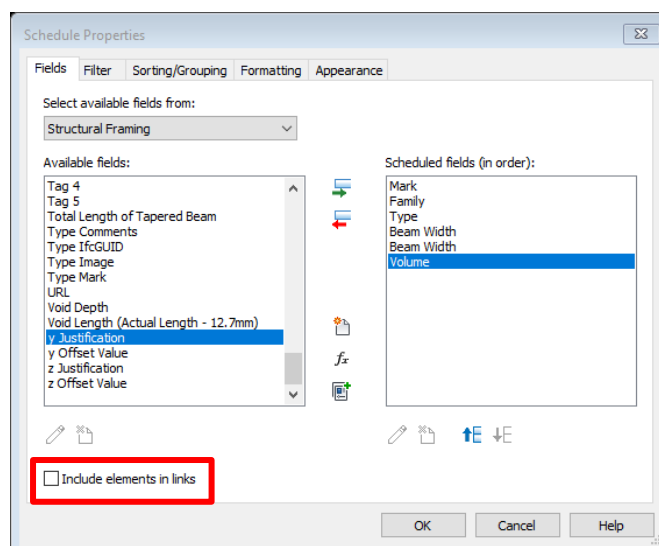 Schedule Properties
Fields Filter Sorting/Grouping Formatting Appearance
Select available fields from:
Structural Framing
Available fields:
Scheduled fields (in order):
Tag 4
Tag 5
Total Length of Tapered Beam
Type Comments
Type IfcGUID
Type Image
Type Mark
URL
Void Depth
Void Length (Actual Length - 12.7mm)
y Justification
y Offset Value
z Justification
z Offset Value
Mark
Family
Type
Beam Width
Beam Width
Volume
fx
Include elements in links
OK Cancel Help